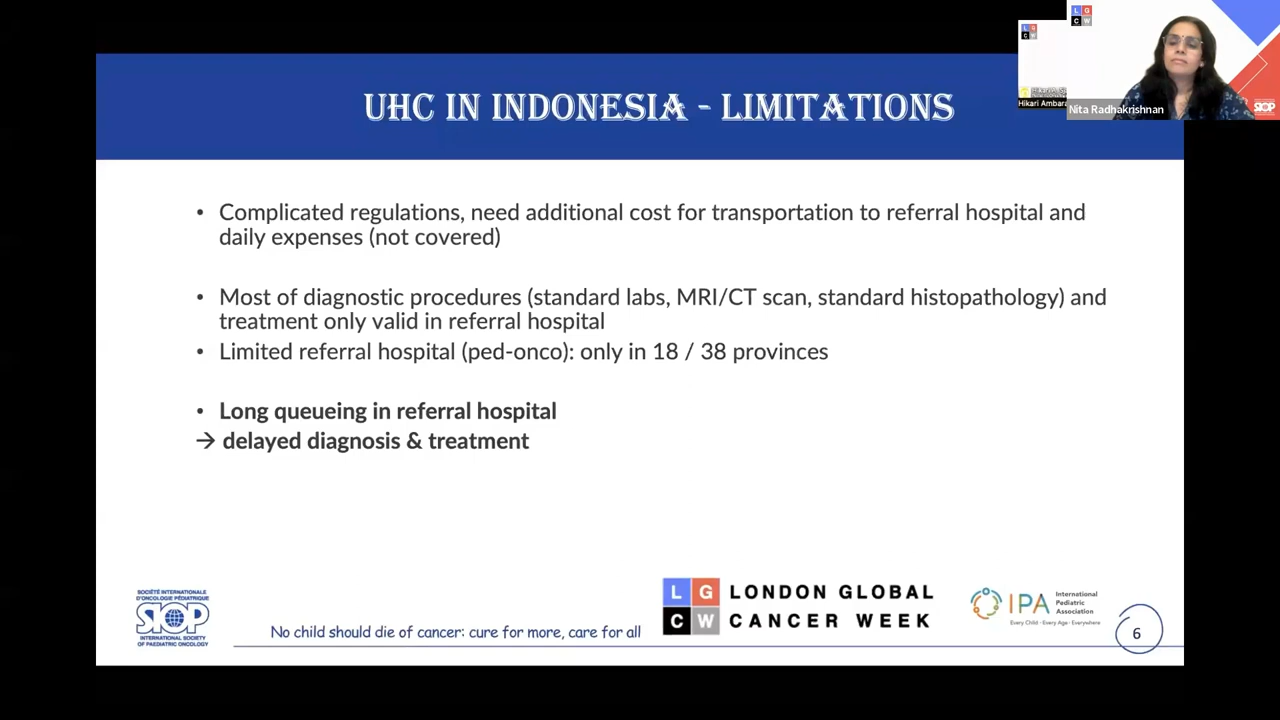 UHC IN INDONESIA - LIMITATIONS
L G
C W
L G
C W
Hikari Ambara
Nita Radhakrishnan
SIOP
• Complicated regulations, need additional cost for transportation to referral hospital and
daily expenses (not covered)
• Most of diagnostic procedures (standard labs, MRI/CT scan, standard histopathology) and
treatment only valid in referral hospital
• Limited referral hospital (ped-onco): only in 18 / 38 provinces
• Long queueing in referral hospital
→ delayed diagnosis & treatment
SOCIÉTÉ INTERNATIONALE
D'ONCOLOGIE PÉDIATRIQUE
SIOP
INTERNATIONAL SOCIETY
OF PAEDIATRIC ONCOLOGY
No child should die of cancer: cure for more, care for all
L G
C W
LONDON GLOBAL
CANCER WEEK
IPA
International
Pediatric
Association
Every Child - Every Age - Everywhere
6